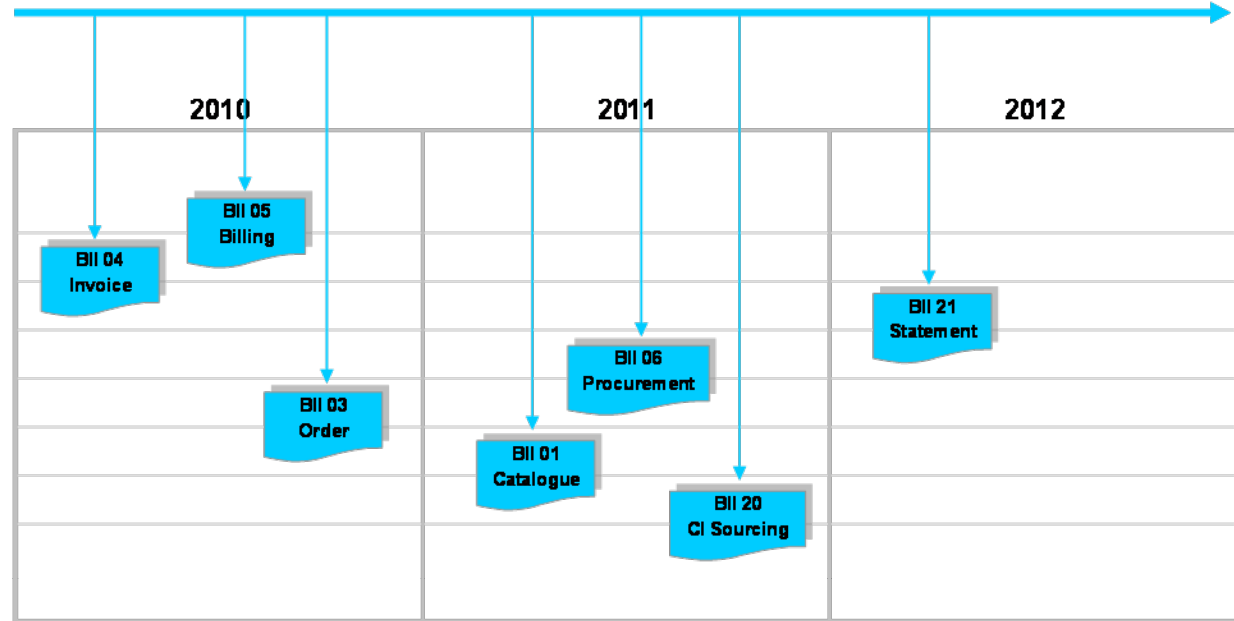 2010
2011
2012
BII 05
Billing
BII 04
Invoice
BII 21
Statement
BII 06
Procurement
BII 03
Order
BII 01
Catalogue
BII 20
CI Sourcing